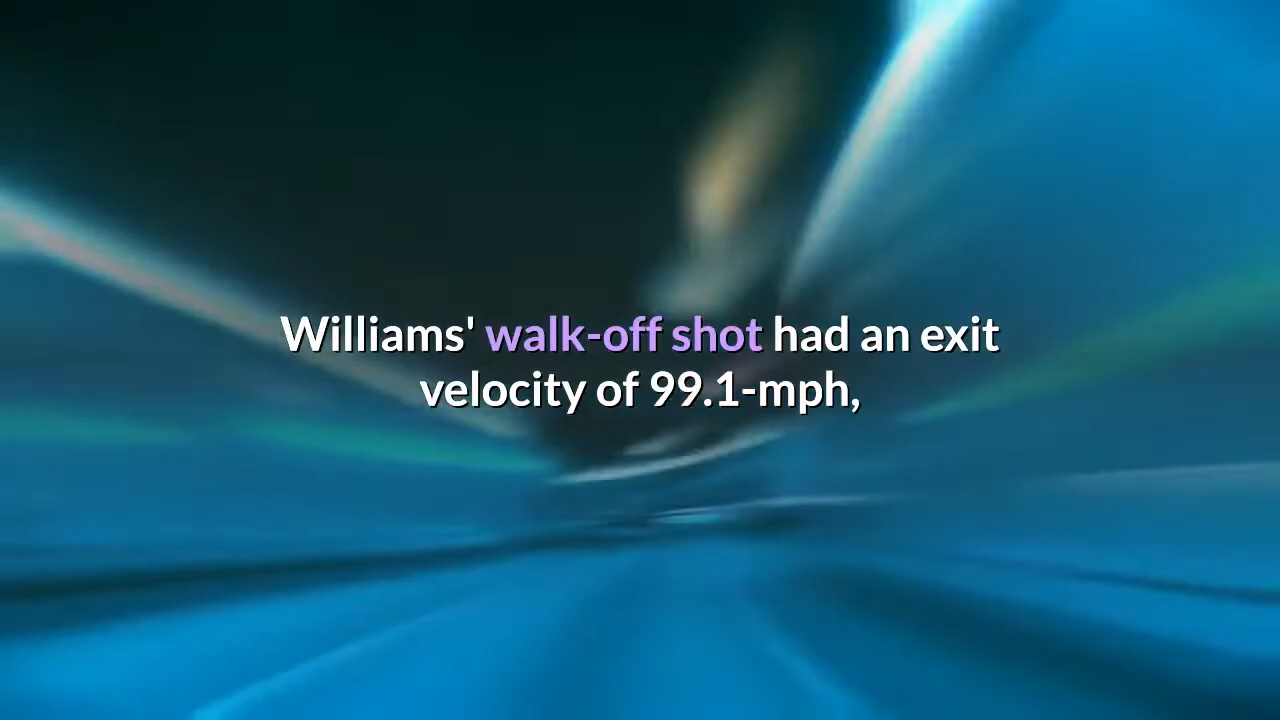 Williams' walk-off shot had an exit
velocity of 99.1-mph,